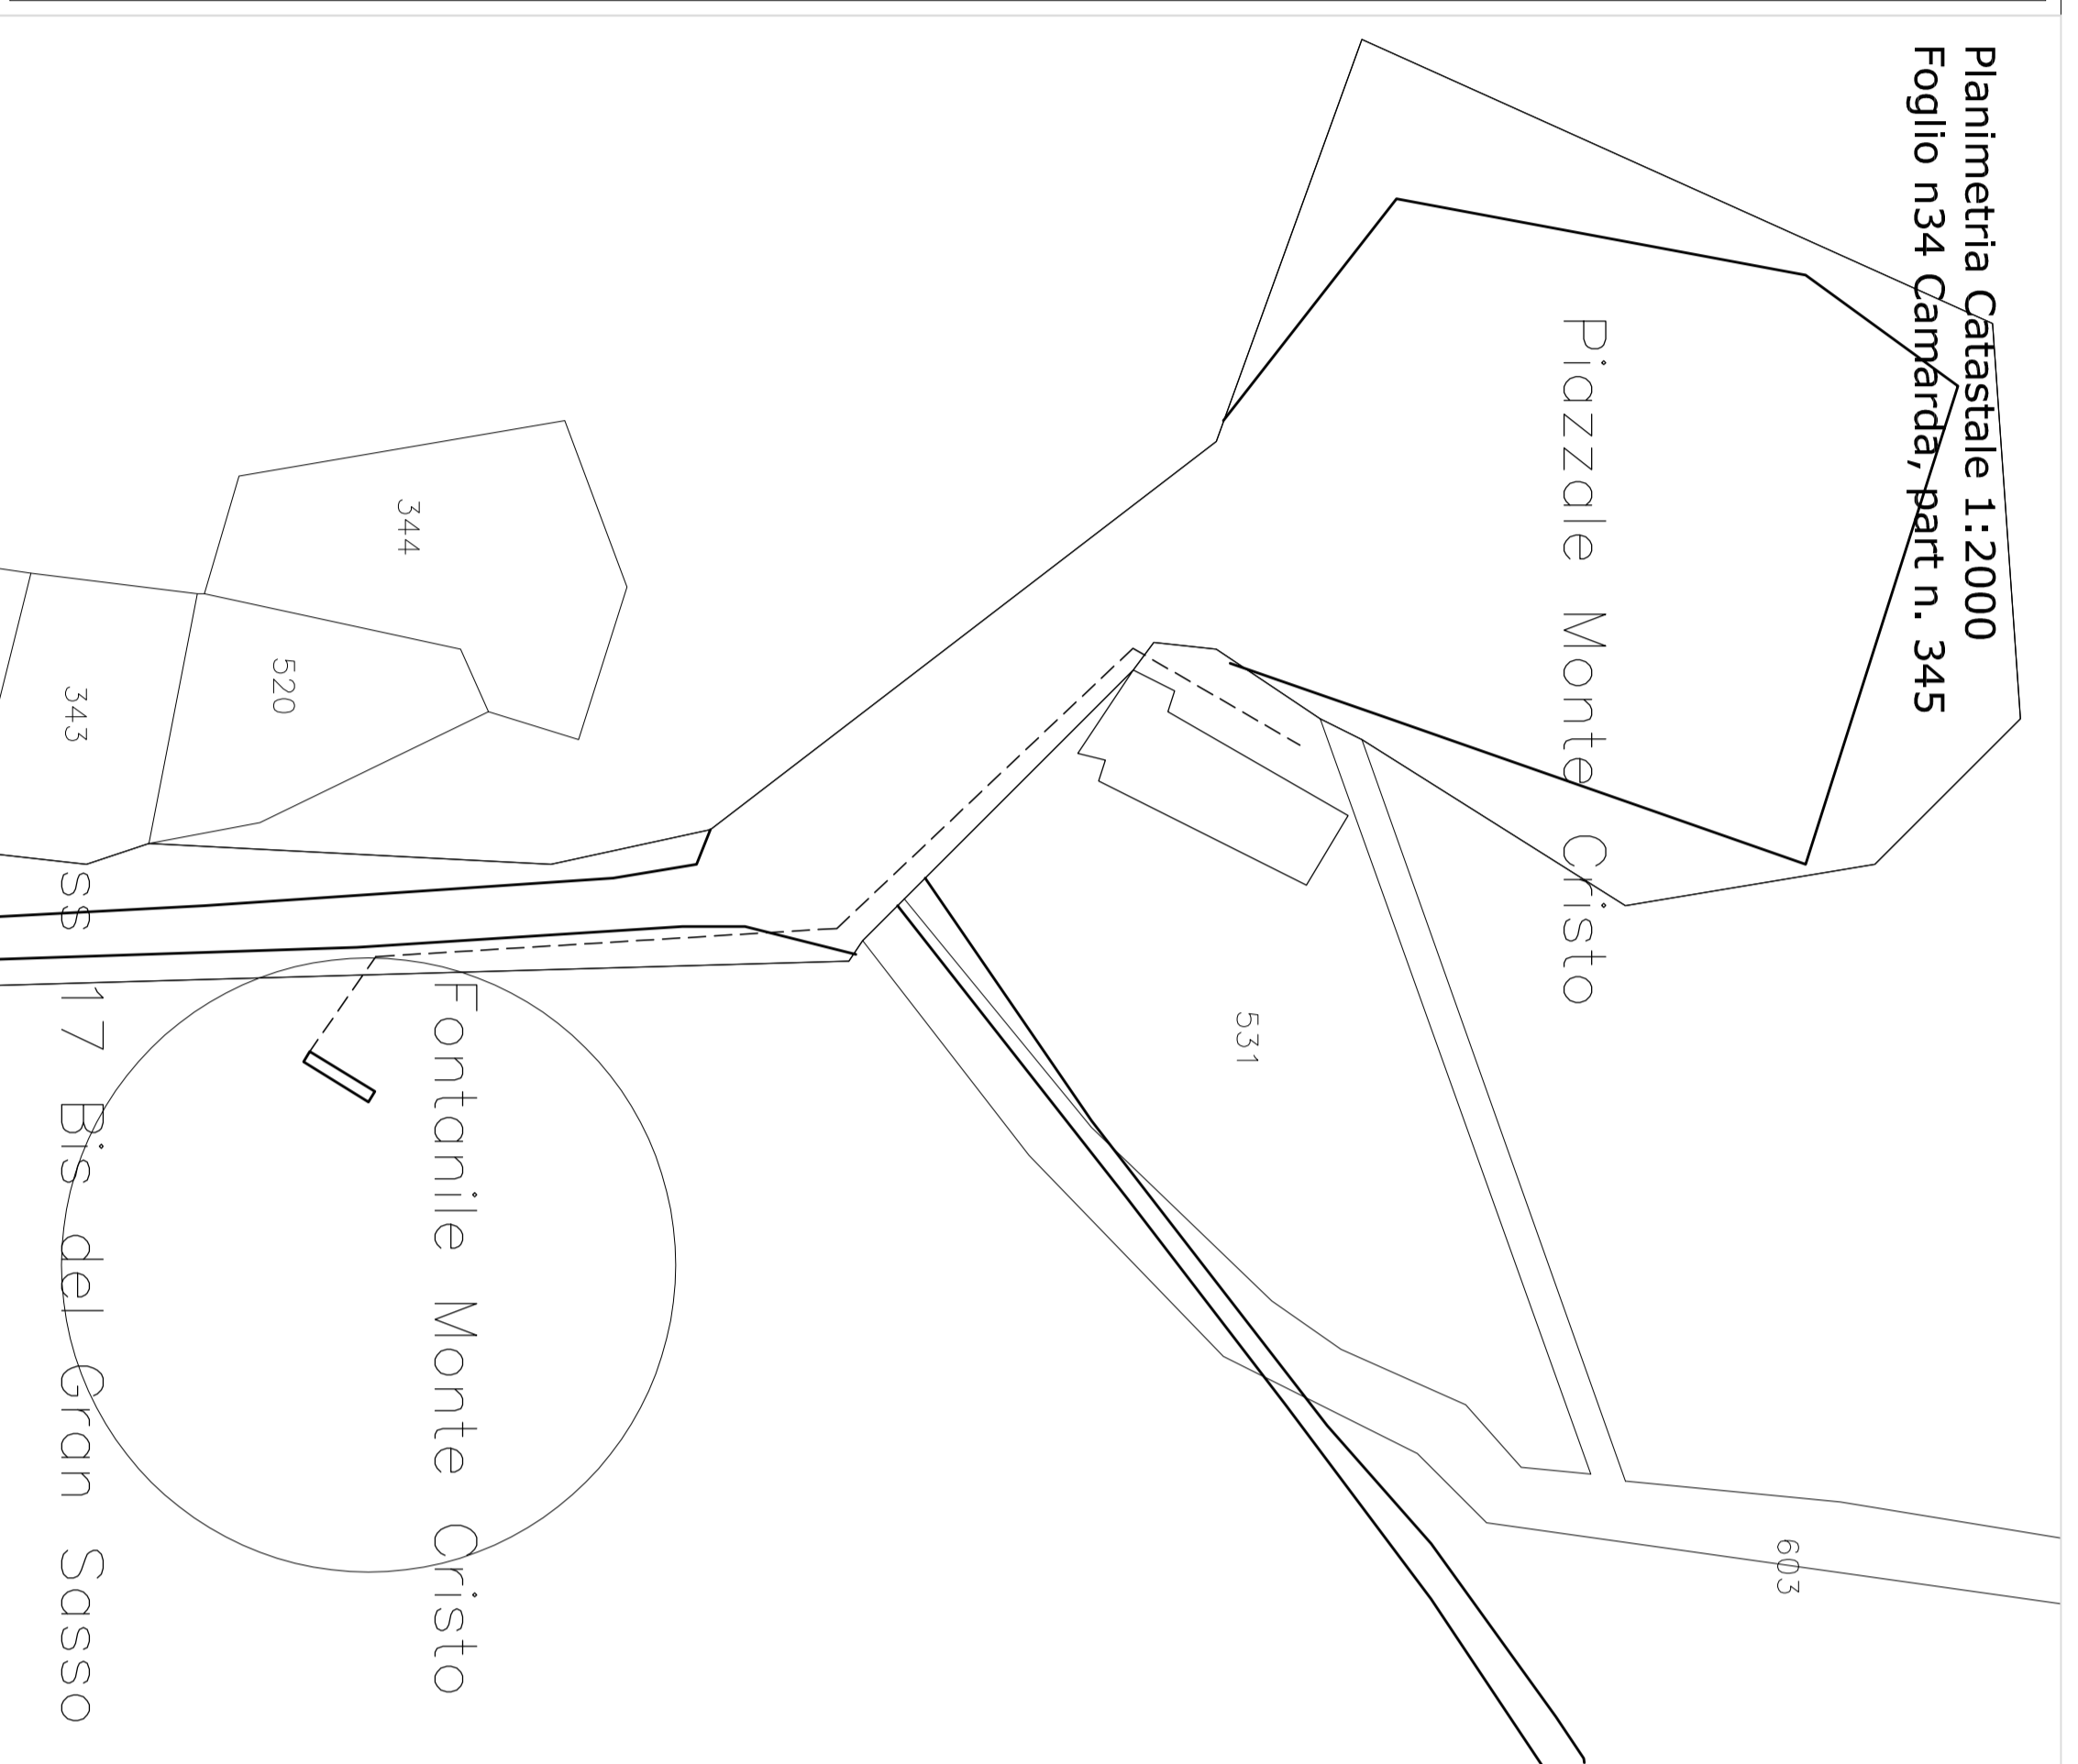 Planimetria Catastale 1:2000
Foglio n34 Camarda, part n. 345
Piazzale Monte Cristo
603
531
Fontanile Monte Cristo
344
520
343
ss 17 Bis del Gran Sasso